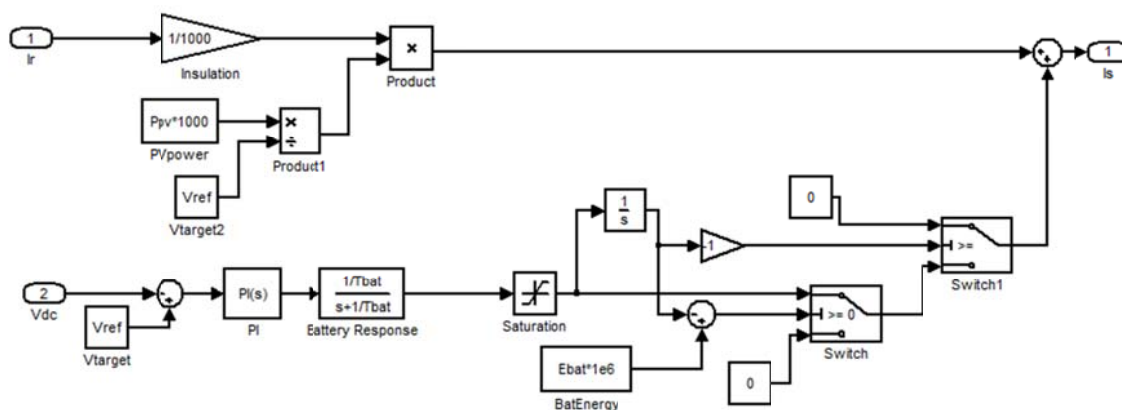 1
Ir
1/1000
Insulation
×
Product
+
+
1
Is
Ppv*1000
PVpower
×
÷
Product1
Vref
Vtarget2
1
s
0
-1
>=
Switch1
2
Vdc
-
+
Vref
Vtarget
PI(s)
PI
1/Tbat
s+1/Tbat
Battery Response
Saturation
-
+
>= 0
Switch
Ebat*1e6
BatEnergy
0